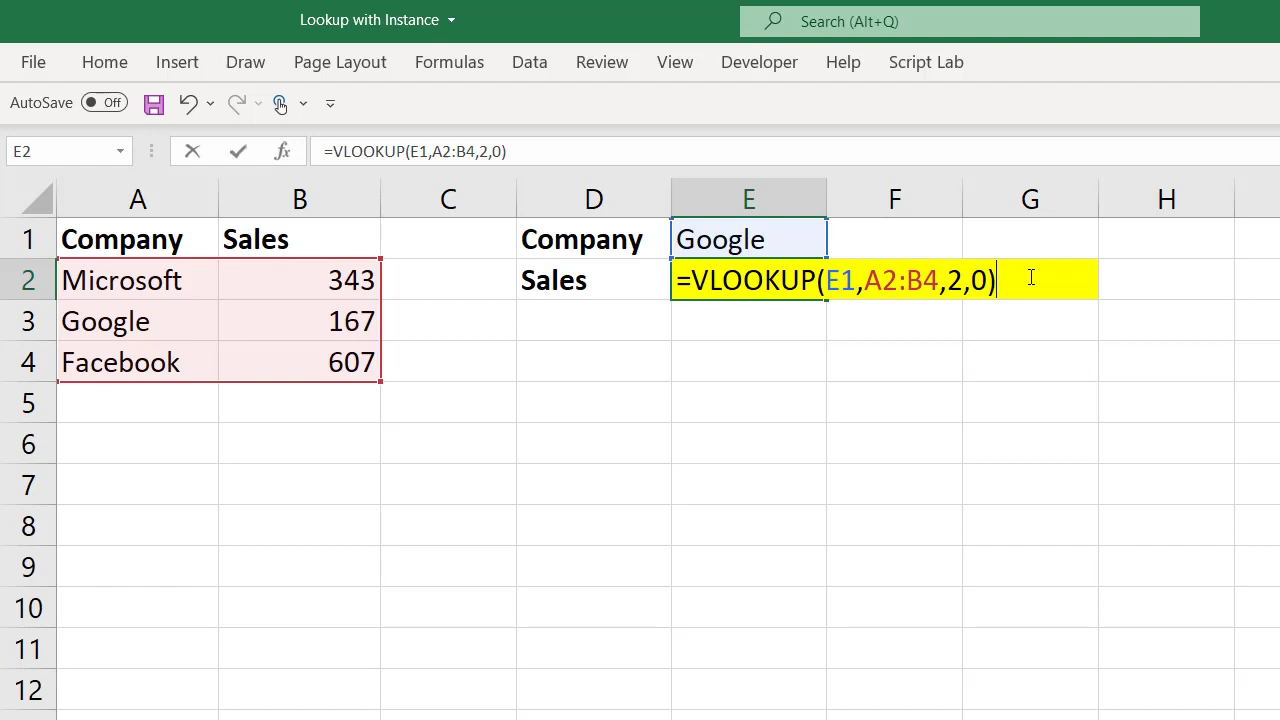 Lookup with Instance
Search (Alt+Q)
File Home Insert Draw Page Layout Formulas Data Review View Developer Help Script Lab
AutoSave Off
E2 fx =VLOOKUP(E1,A2:B4,2,0)
A B C D E F G H
1 Company Sales Company Google
2 Microsoft 343 Sales =VLOOKUP(E1,A2:B4,2,0)
3 Google 167
4 Facebook 607
5
6
7
8
9
10
11
12